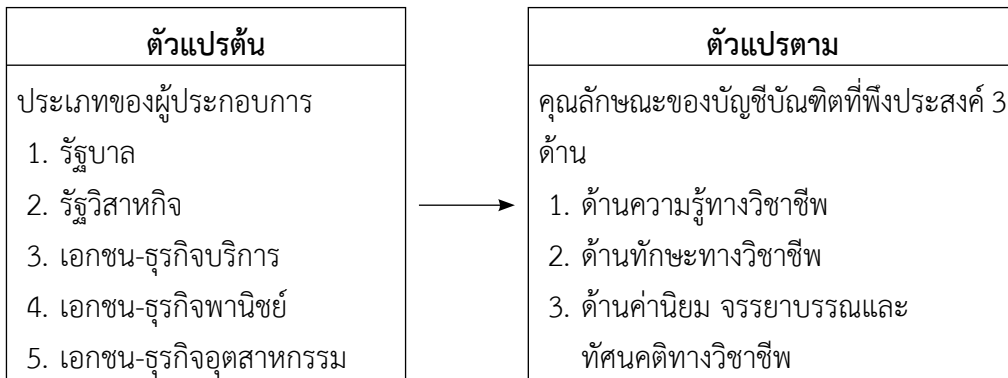 ตัวแปรต้น
ประเภทของผู้ประกอบการ
1. รัฐบาล
2. รัฐวิสาหกิจ
3. เอกชน-ธุรกิจบริการ
4. เอกชน-ธุรกิจพานิชย์
5. เอกชน-ธุรกิจอุตสาหกรรม
ตัวแปรตาม
คุณลักษณะของบัญชีบัณฑิตที่พึงประสงค์ 3
ด้าน
1. ด้านความรู้ทางวิชาชีพ
2. ด้านทักษะทางวิชาชีพ
3. ด้านค่านิยม จรรยาบรรณและ
ทัศนคติทางวิชาชีพ